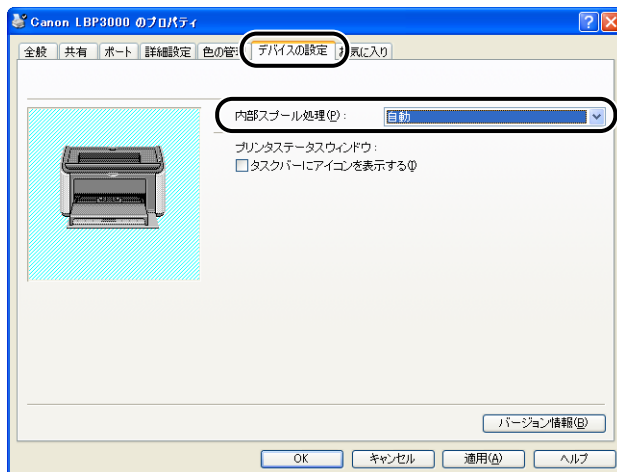 Canon LBP3000 のプロパティ
全般 共有 ポート 詳細設定 色の管 デバイスの設定 気に入り
内部スプール処理(P): 自動
プリンタステータスウィンドウ:
タスクバーにアイコンを表示する(I)
バージョン情報(B)
OK キャンセル 適用(A) ヘルプ